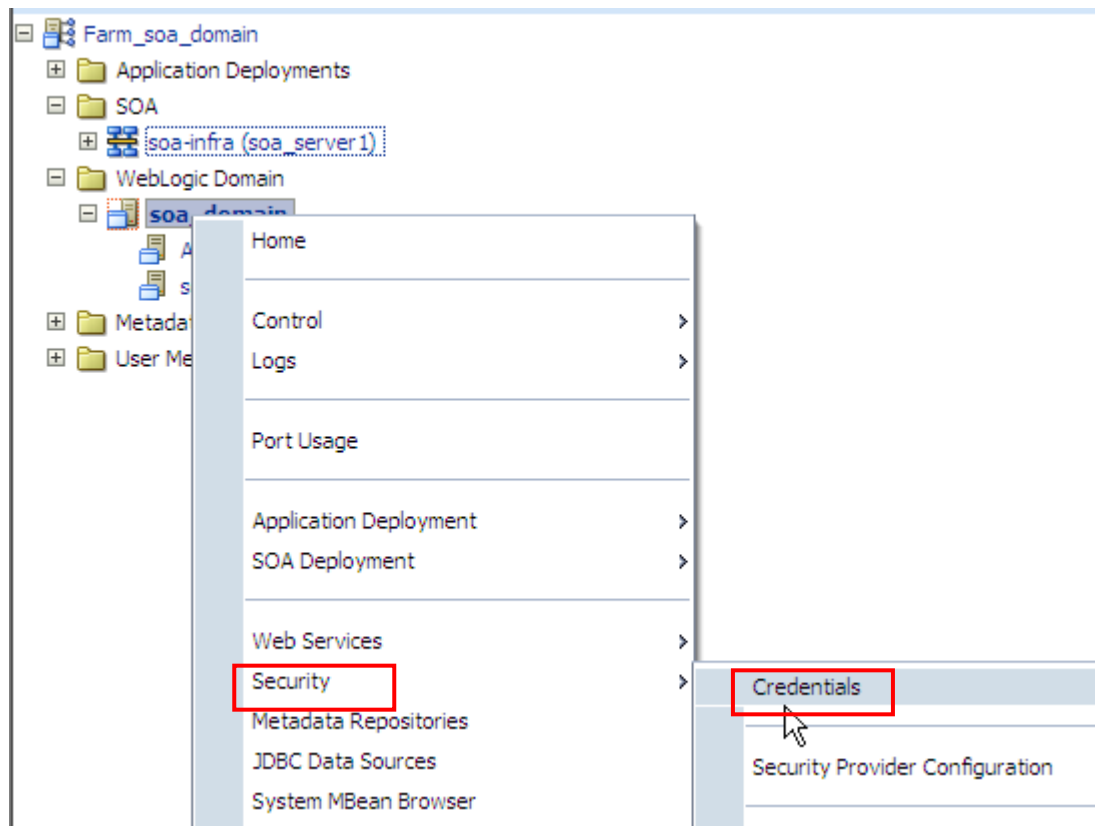 Farm_soa_domain
Application Deployments
SOA
soa-infra (soa_server1)
WebLogic Domain
soa_domain
A
s
Metadat
User Me
Home
Control
Logs
Port Usage
Application Deployment
SOA Deployment
Web Services
Security
Metadata Repositories
JDBC Data Sources
System MBean Browser
Credentials
Security Provider Configuration